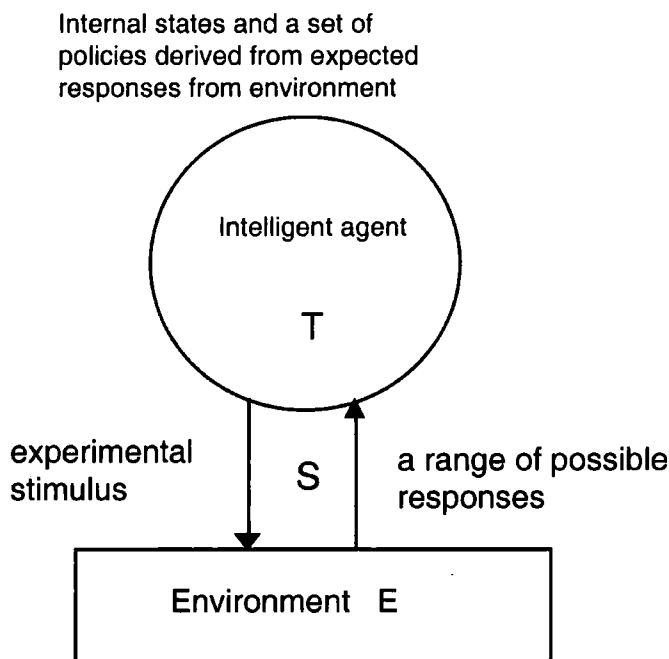 Internal states and a set of
policies derived from expected
responses from environment
Intelligent agent
T
experimental
stimulus
S
a range of possible
responses
Environment E